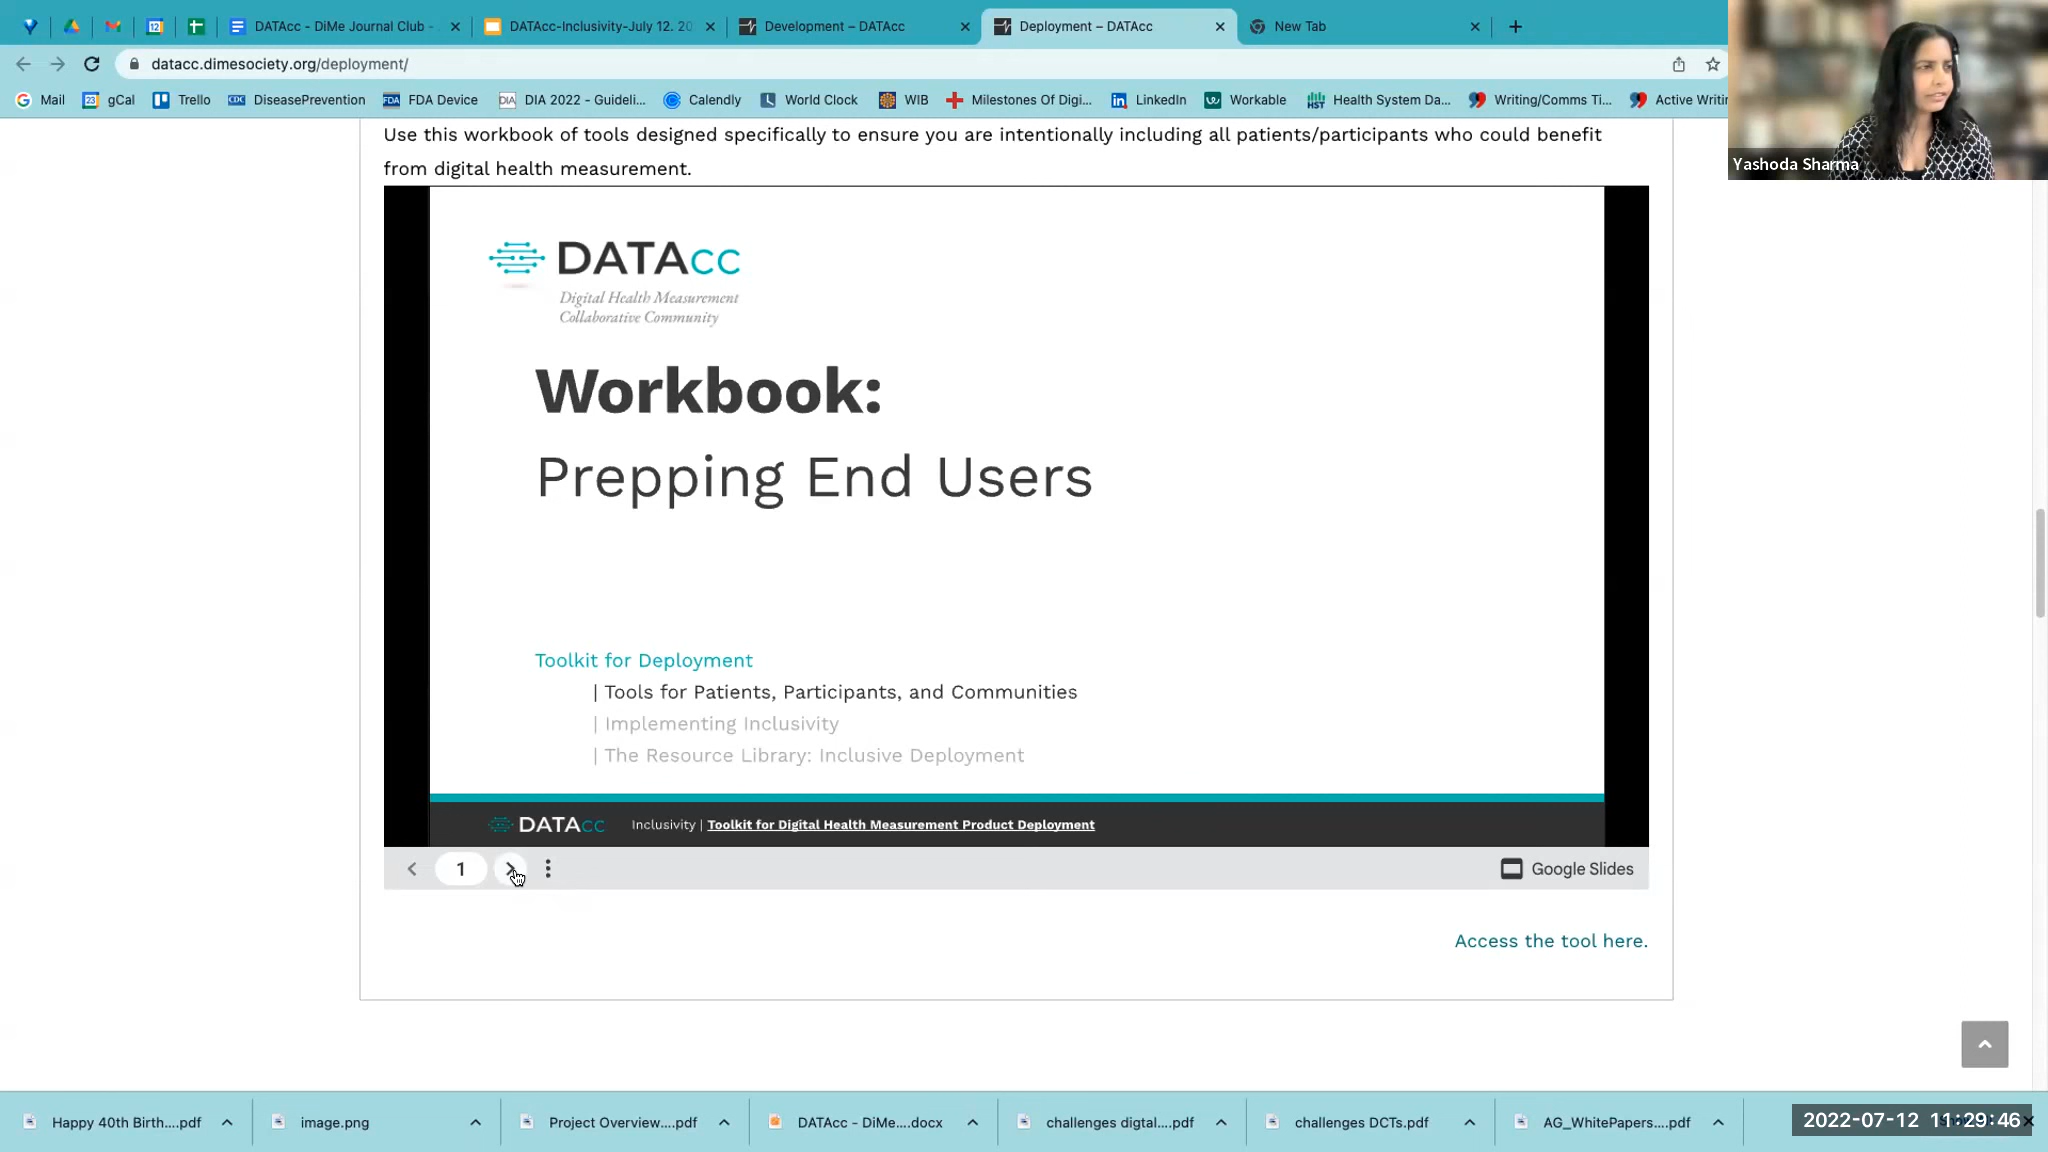 DATAcc - DiMe Journal Club -
DATAcc-Inclusivity-July 12. 20
Development – DATAcc
Deployment – DATAcc
New Tab
datacc.dimesociety.org/deployment/
Mail
23
gCal
Trello
CDC
DiseasePrevention
FDA
FDA Device
DIA
DIA 2022 - Guideli...
Calendly
World Clock
WIB
Milestones Of Digi...
LinkedIn
Workable
HST
Health System Da...
Writing/Comms Ti...
Active Writi
Yashoda Sharma
Use this workbook of tools designed specifically to ensure you are intentionally including all patients/participants who could benefit
from digital health measurement.
DATAcc
Digital Health Measurement
Collaborative Community
Workbook:
Prepping End Users
Toolkit for Deployment
| Tools for Patients, Participants, and Communities
| Implementing Inclusivity
| The Resource Library: Inclusive Deployment
DATAcc Inclusivity | Toolkit for Digital Health Measurement Product Deployment
1
Google Slides
Access the tool here.
Happy 40th Birth....pdf
image.png
Project Overview....pdf
DATAcc - DiMe....docx
challenges digtal....pdf
challenges DCTs.pdf
AG_WhitePapers....pdf
2022-07-12 11:29:46